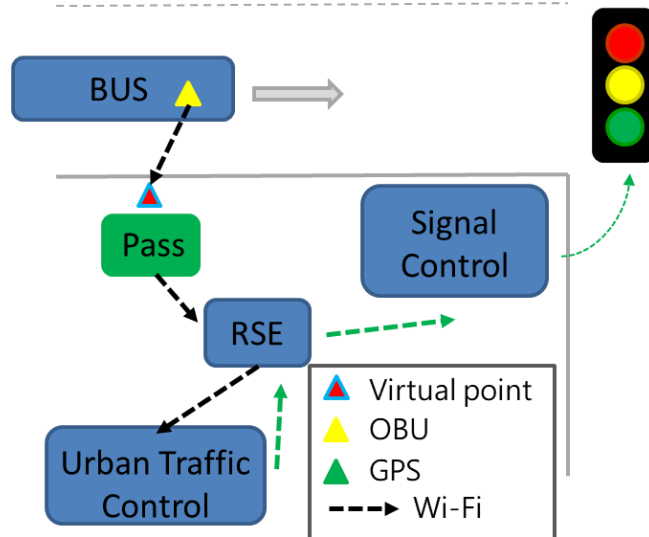 BUS
Pass
Signal
Control
RSE
Urban Traffic
Control
Virtual point
OBU
GPS
Wi-Fi